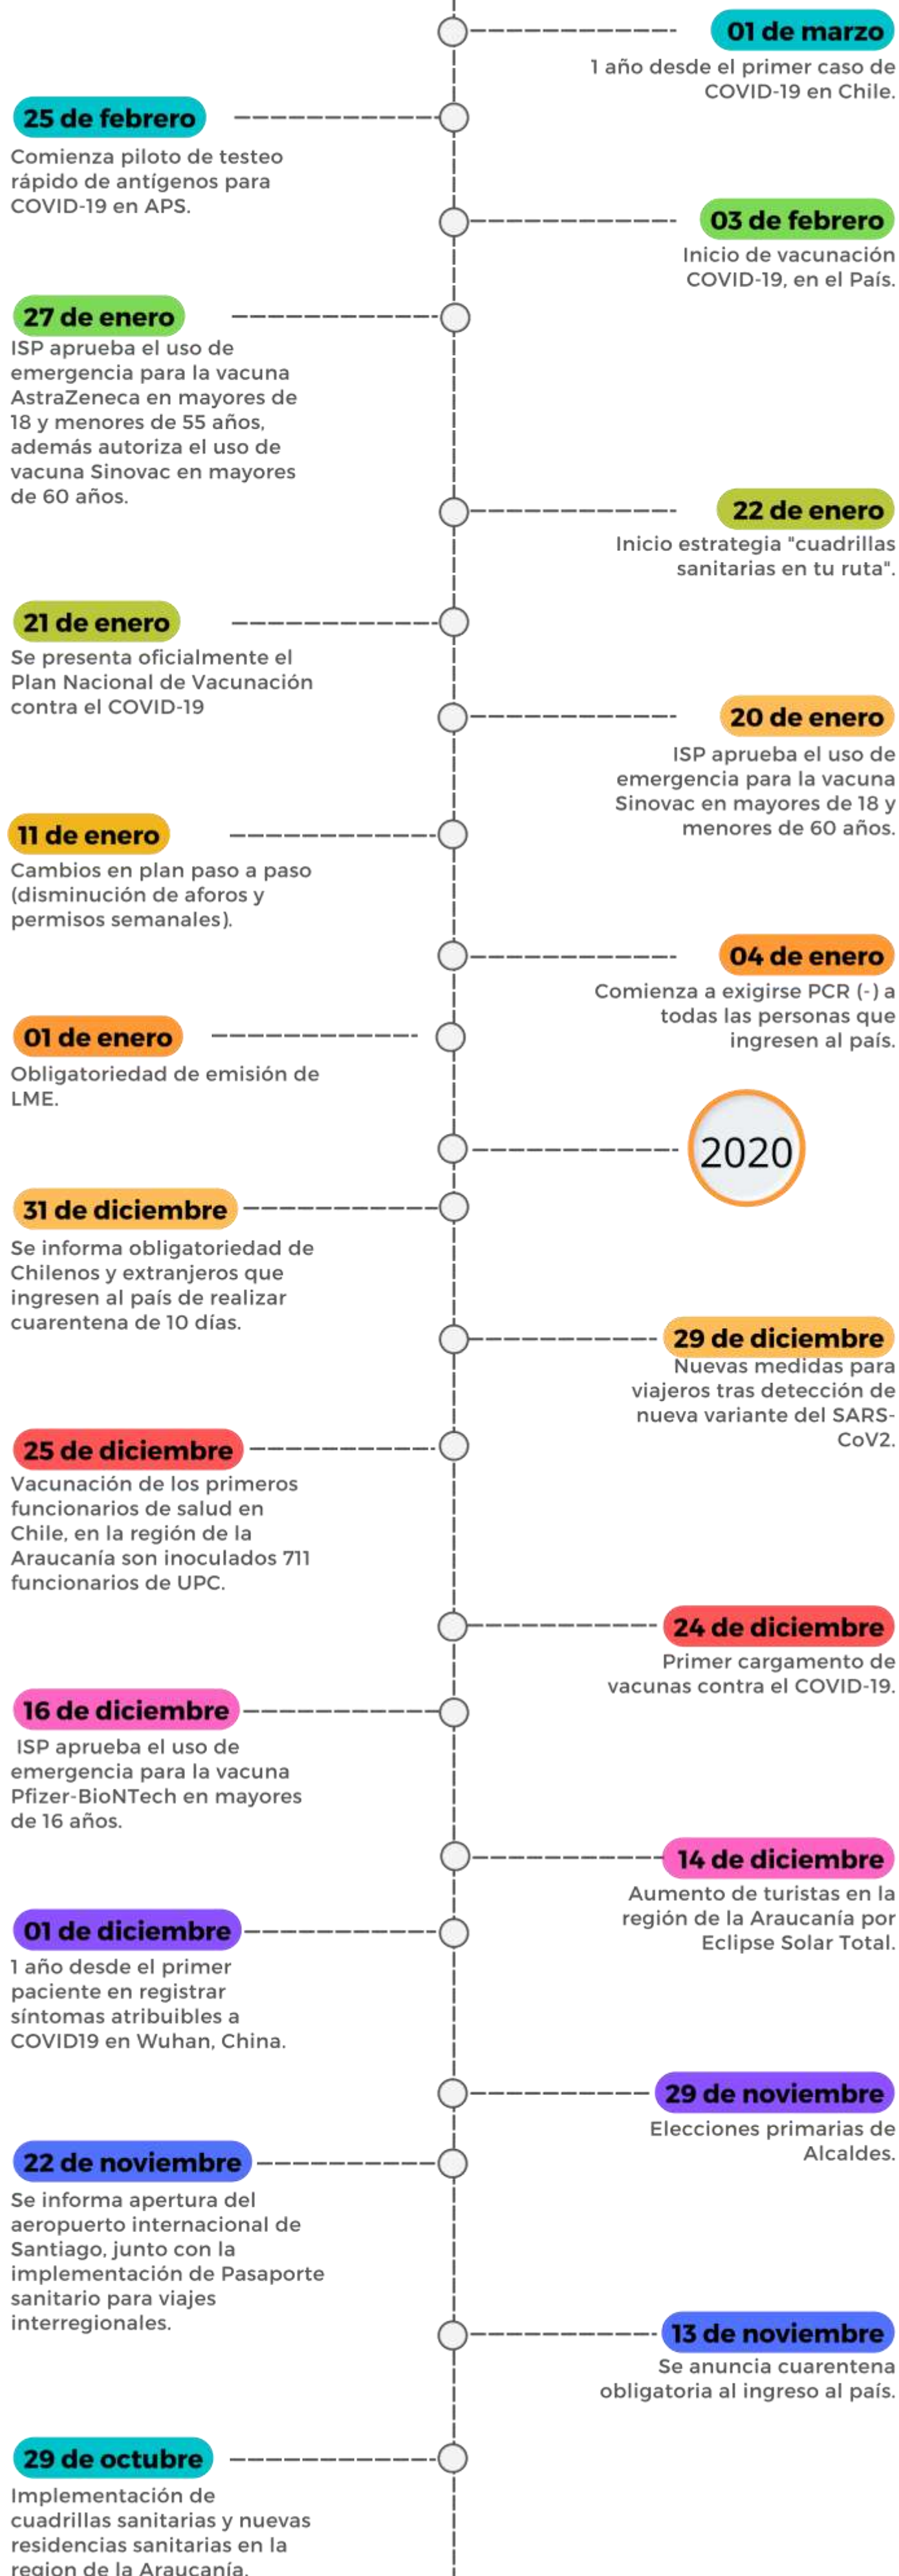 01 de marzo
1 año desde el primer caso de
COVID-19 en Chile.
25 de febrero
Comienza piloto de testeo
rápido de antígenos para
COVID-19 en APS.
03 de febrero
Inicio de vacunación
COVID-19, en el País.
27 de enero
ISP aprueba el uso de
emergencia para la vacuna
AstraZeneca en mayores de
18 y menores de 55 años,
además autoriza el uso de
vacuna Sinovac en mayores
de 60 años.
22 de enero
Inicio estrategia "cuadrillas
sanitarias en tu ruta".
21 de enero
Se presenta oficialmente el
Plan Nacional de Vacunación
contra el COVID-19
20 de enero
ISP aprueba el uso de
emergencia para la vacuna
Sinovac en mayores de 18 y
menores de 60 años.
11 de enero
Cambios en plan paso a paso
(disminución de aforos y
permisos semanales).
04 de enero
Comienza a exigirse PCR (-) a
todas las personas que
ingresen al país.
01 de enero
Obligatoriedad de emisión de
LME.
2020
31 de diciembre
Se informa obligatoriedad de
Chilenos y extranjeros que
ingresen al país de realizar
cuarentena de 10 días.
29 de diciembre
Nuevas medidas para
viajeros tras detección de
nueva variante del SARS-
CoV2.
25 de diciembre
Vacunación de los primeros
funcionarios de salud en
Chile, en la región de la
Araucanía son inoculados 711
funcionarios de UPC.
24 de diciembre
Primer cargamento de
vacunas contra el COVID-19.
16 de diciembre
ISP aprueba el uso de
emergencia para la vacuna
Pfizer-BioNTech en mayores
de 16 años.
14 de diciembre
Aumento de turistas en la
región de la Araucanía por
Eclipse Solar Total.
01 de diciembre
1 año desde el primer
paciente en registrar
síntomas atribuibles a
COVID19 en Wuhan, China.
29 de noviembre
Elecciones primarias de
Alcaldes.
22 de noviembre
Se informa apertura del
aeropuerto internacional de
Santiago, junto con la
implementación de Pasaporte
sanitario para viajes
interregionales.
13 de noviembre
Se anuncia cuarentena
obligatoria al ingreso al país.
29 de octubre
Implementación de
cuadrillas sanitarias y nuevas
residencias sanitarias en la
region de la Araucanía.